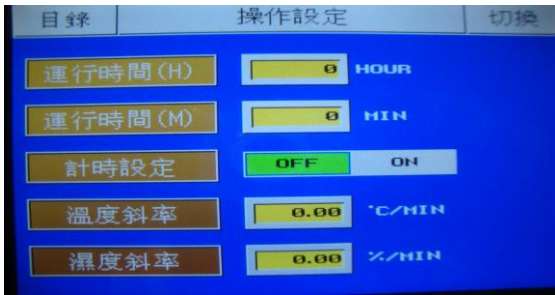 目錄 操作設定 切換
運行時間(H) 0 HOUR
運行時間(M) 0 MIN
計時設定 OFF ON
溫度斜率 0.00 °C/MIN
濕度斜率 0.00 %/MIN